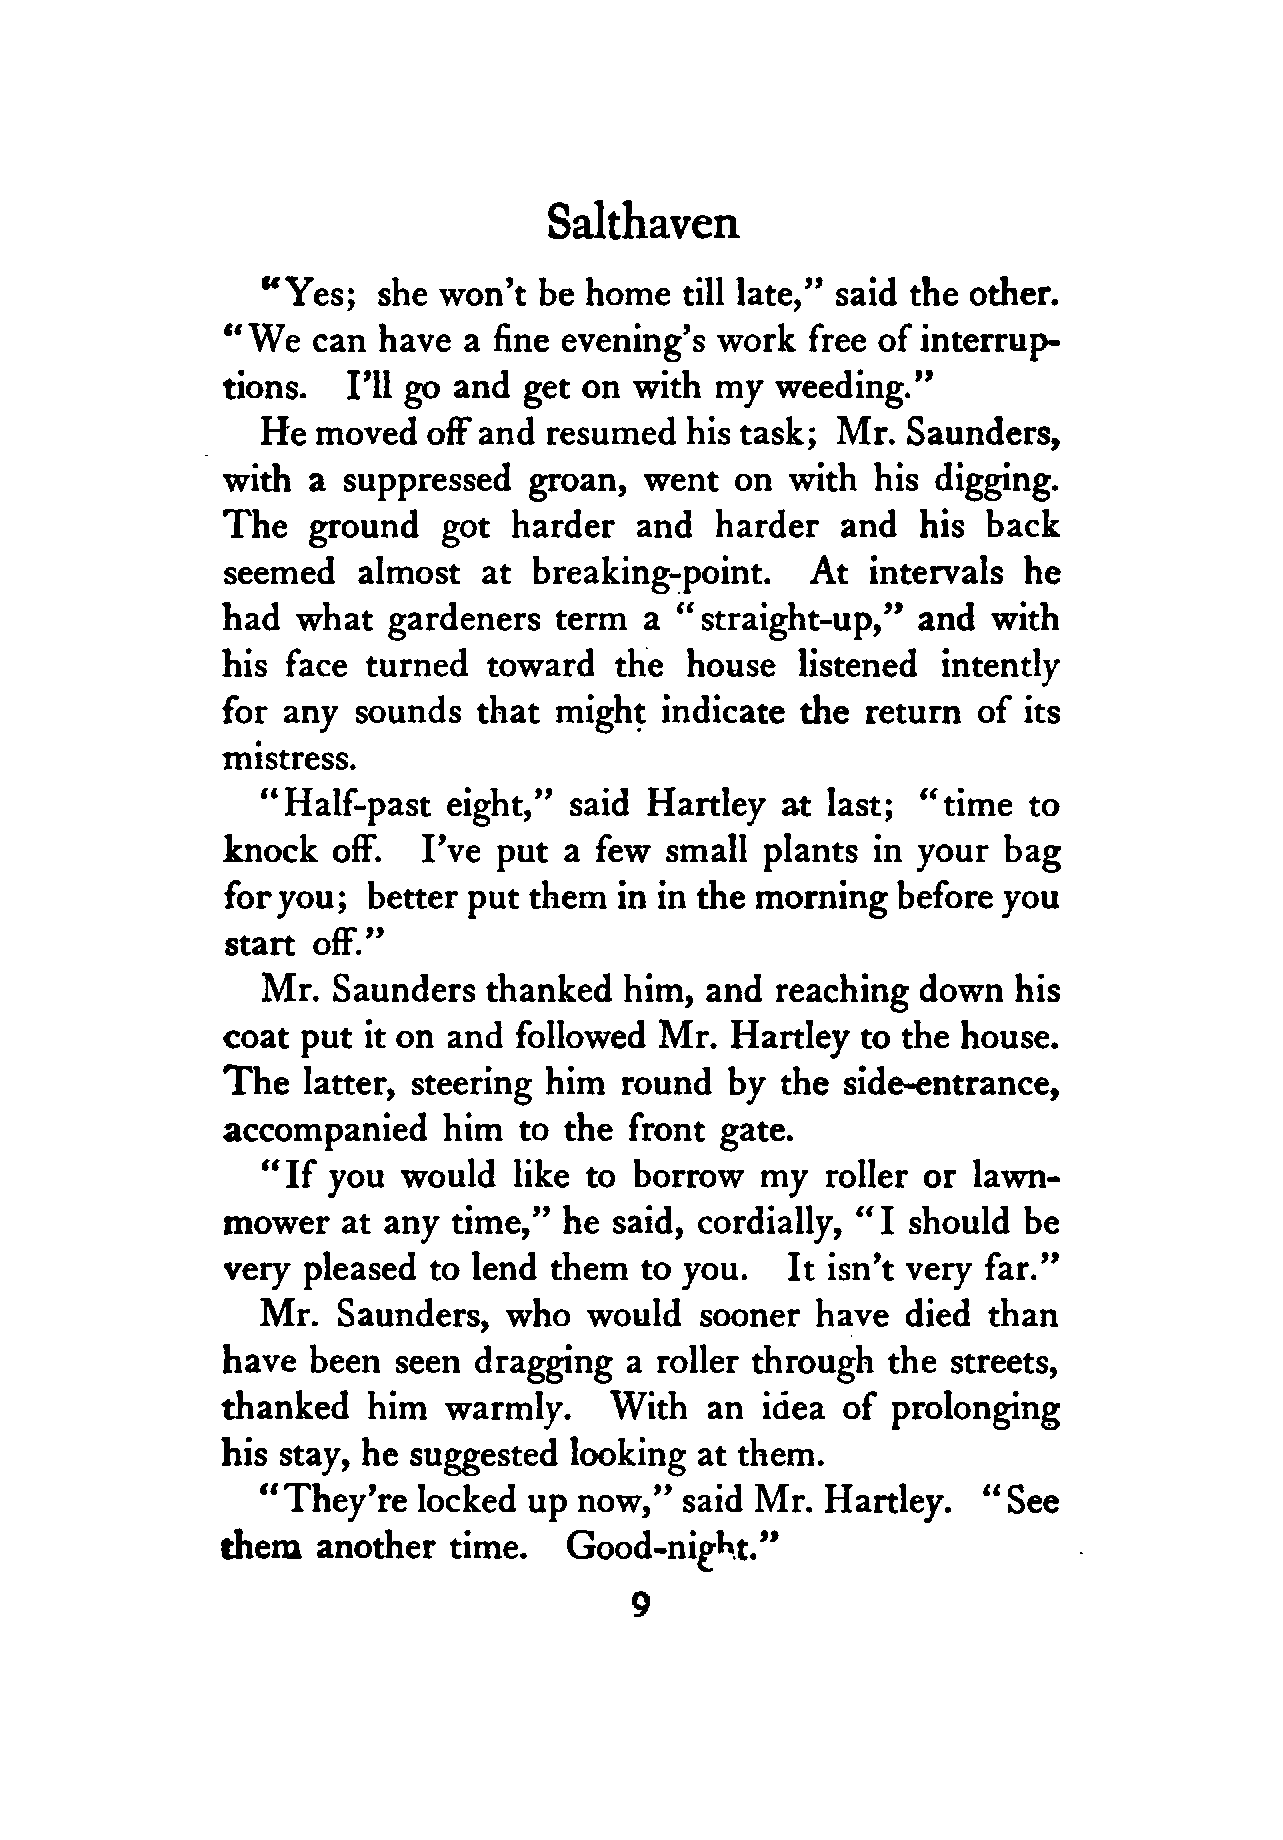 Salthaven
"Yes; she won't be home till late," said the other.
"We can have a fine evening's work free of interrup-
tions. I'll go and get on with my weeding."
He moved off and resumed his task; Mr. Saunders,
with a suppressed groan, went on with his digging.
The ground got harder and harder and his back
seemed almost at breaking-point. At intervals he
had what gardeners term a "straight-up," and with
his face turned toward the house listened intently
for any sounds that might indicate the return of its
mistress.
"Half-past eight," said Hartley at last; "time to
knock off. I've put a few small plants in your bag
for you; better put them in in the morning before you
start off."
Mr. Saunders thanked him, and reaching down his
coat put it on and followed Mr. Hartley to the house.
The latter, steering him round by the side-entrance,
accompanied him to the front gate.
"If you would like to borrow my roller or lawn-
mower at any time," he said, cordially, "I should be
very pleased to lend them to you. It isn't very far."
Mr. Saunders, who would sooner have died than
have been seen dragging a roller through the streets,
thanked him warmly. With an idea of prolonging
his stay, he suggested looking at them.
"They're locked up now," said Mr. Hartley. "See
them another time. Good-night."
9